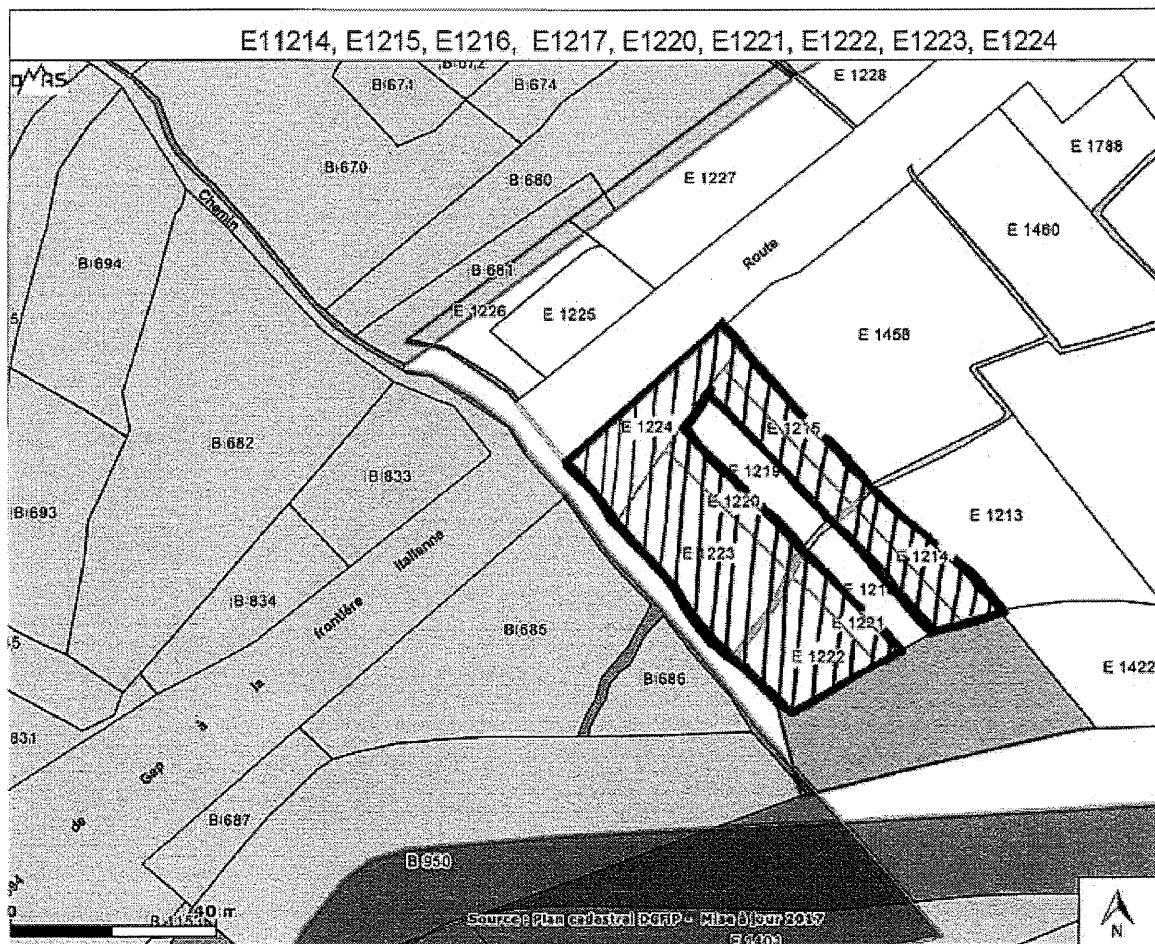 E11214, E1215, E1216, E1217, E1220, E1221, E1222, E1223, E1224
B 671
B 674
E 1228
B 670
B 680
E 1227
E 1788
Chemin
E 1460
B 694
B 681
Route
E 1226
E 1225
E 1458
B 682
E 1224
E 1215
B 833
E 1219
B 693
E 1220
E 1213
Italienne
E 1223
E 1214
B 834
frontière
B 685
E 1221
E 1222
B 686
E 1422
la
à
831
Gap
de
B 687
B 950
40 m
Source : Plan cadastral DGFIP - Mise à jour 2017
N